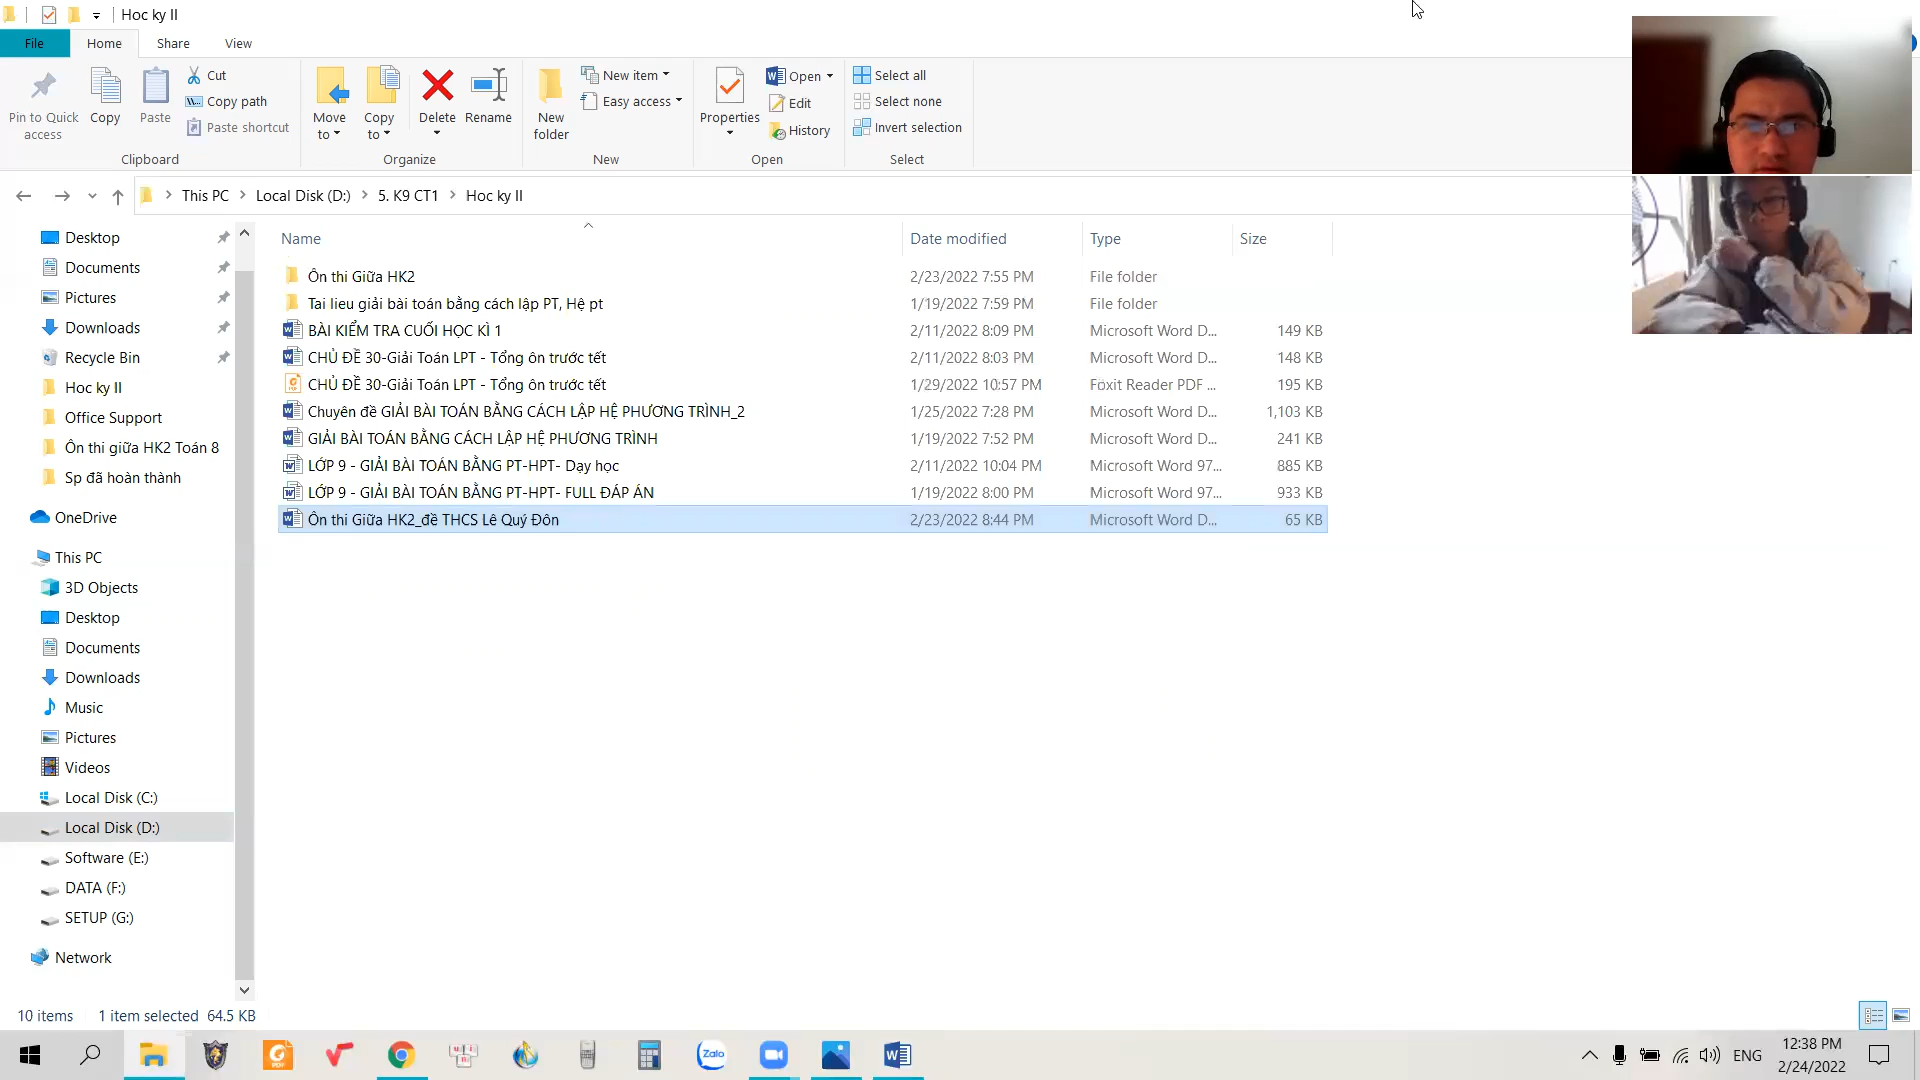 Hoc ky II
File Home Share View
Pin to Quick access
Copy
Paste
Cut
Copy path
Paste shortcut
Clipboard
Move to
Copy to
Delete
Rename
Organize
New folder
New item
Easy access
New
Properties
Open
Edit
History
Open
Select all
Select none
Invert selection
Select
This PC > Local Disk (D:) > 5. K9 CT1 > Hoc ky II
Desktop
Documents
Pictures
Downloads
Recycle Bin
Hoc ky II
Office Support
Ôn thi giữa HK2 Toán 8
Sp đã hoàn thành
OneDrive
This PC
3D Objects
Desktop
Documents
Downloads
Music
Pictures
Videos
Local Disk (C:)
Local Disk (D:)
Software (E:)
DATA (F:)
SETUP (G:)
Network
Name Date modified Type Size
Ôn thi Giữa HK2 2/23/2022 7:55 PM File folder
Tai lieu giải bài toán bằng cách lập PT, Hệ pt 1/19/2022 7:59 PM File folder
BÀI KIỂM TRA CUỐI HỌC KÌ 1 2/11/2022 8:09 PM Microsoft Word D... 149 KB
CHỦ ĐỀ 30-Giải Toán LPT - Tổng ôn trước tết 2/11/2022 8:03 PM Microsoft Word D... 148 KB
CHỦ ĐỀ 30-Giải Toán LPT - Tổng ôn trước tết 1/29/2022 10:57 PM Foxit Reader PDF ... 195 KB
Chuyên đề GIẢI BÀI TOÁN BẰNG CÁCH LẬP HỆ PHƯƠNG TRÌNH_2 1/25/2022 7:28 PM Microsoft Word D... 1,103 KB
GIẢI BÀI TOÁN BẰNG CÁCH LẬP HỆ PHƯƠNG TRÌNH 1/19/2022 7:52 PM Microsoft Word D... 241 KB
LỚP 9 - GIẢI BÀI TOÁN BẰNG PT-HPT- Dạy học 2/11/2022 10:04 PM Microsoft Word 97... 885 KB
LỚP 9 - GIẢI BÀI TOÁN BẰNG PT-HPT- FULL ĐÁP ÁN 1/19/2022 8:00 PM Microsoft Word 97... 933 KB
Ôn thi Giữa HK2_đề THCS Lê Quý Đôn 2/23/2022 8:44 PM Microsoft Word D... 65 KB
10 items 1 item selected 64.5 KB
Zalo
ENG
12:38 PM
2/24/2022